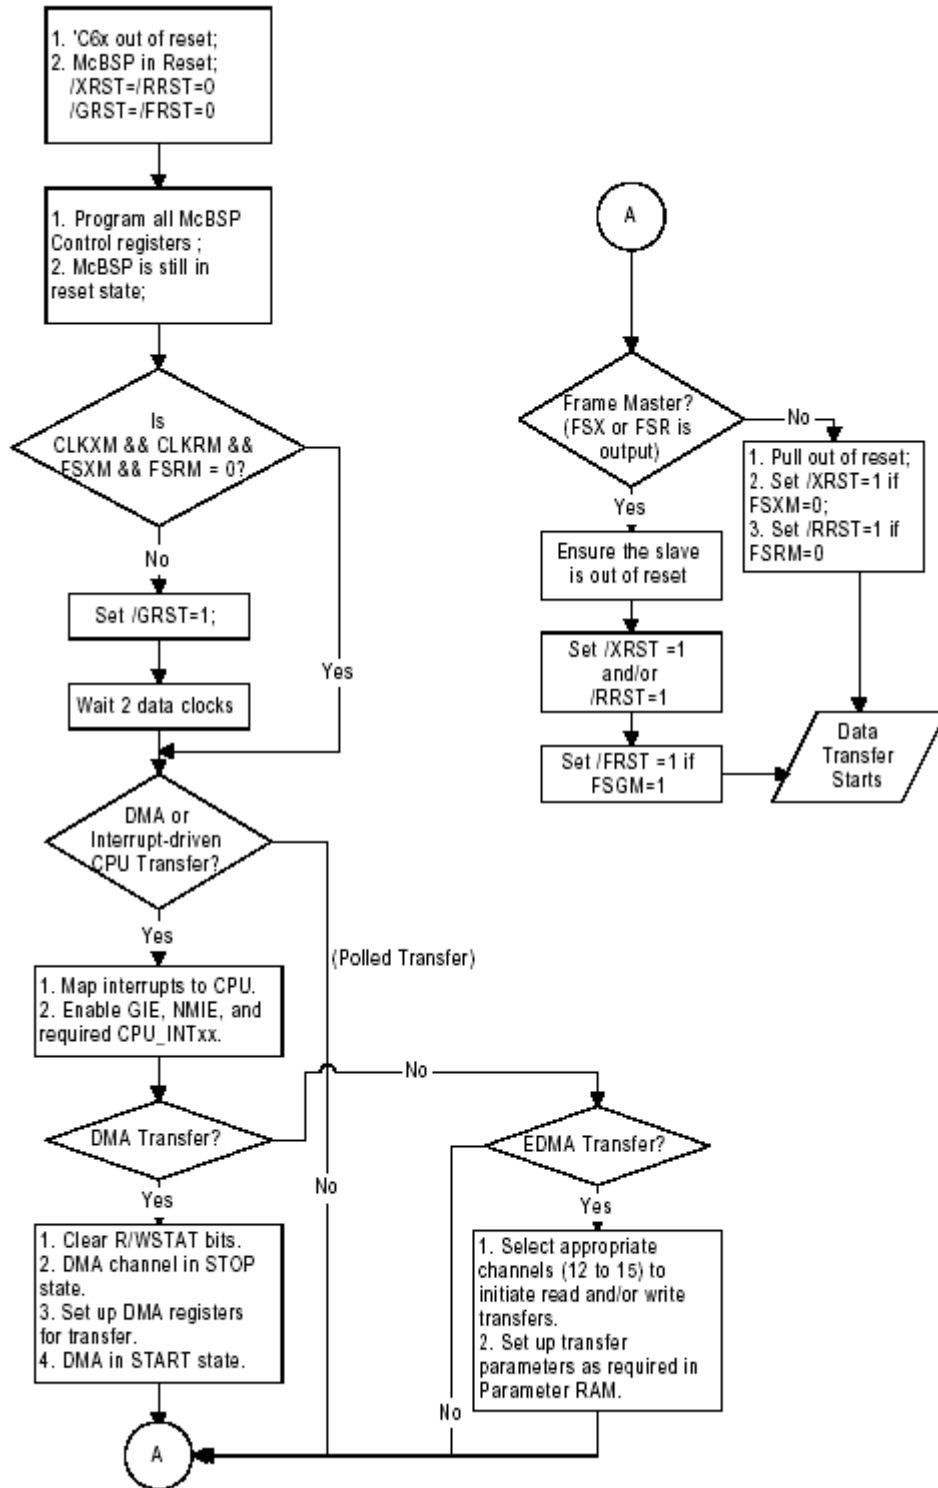 1. 'C6x out of reset;
2. McBSP in Reset;
/XRST=/RRST=0
/GRST=/FRST=0
1. Program all McBSP
Control registers ;
2. McBSP is still in
reset state;
Is
CLKXM && CLKRM &&
FSXM && FSRM = 0?
No
Yes
Set /GRST=1;
Wait 2 data clocks
DMA or
Interrupt-driven
CPU Transfer?
Yes
(Polled Transfer)
No
1. Map interrupts to CPU.
2. Enable GIE, NMIE, and
required CPU_INTxx.
DMA Transfer?
No
Yes
1. Clear R/WSTAT bits.
2. DMA channel in STOP
state.
3. Set up DMA registers
for transfer.
4. DMA in START state.
EDMA Transfer?
Yes
No
1. Select appropriate
channels (12 to 15) to
initiate read and/or write
transfers.
2. Set up transfer
parameters as required in
Parameter RAM.
A
A
Frame Master?
(FSX or FSR is
output)
No
Yes
1. Pull out of reset;
2. Set /XRST=1 if
FSXM=0;
3. Set /RRST=1 if
FSRM=0
Ensure the slave
is out of reset
Set /XRST =1
and/or
/RRST=1
Set /FRST =1 if
FSGM=1
Data
Transfer
Starts